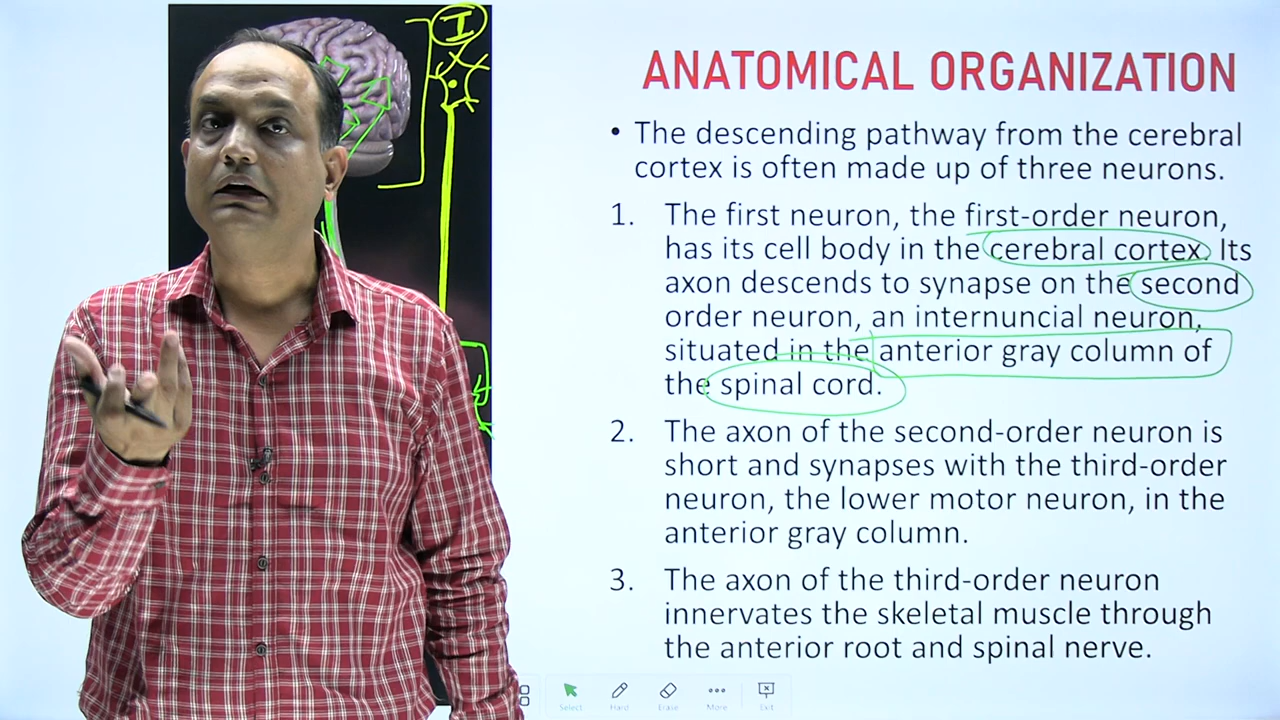 I
ANATOMICAL ORGANIZATION
• The descending pathway from the cerebral
cortex is often made up of three neurons.
1. The first neuron, the first-order neuron,
has its cell body in the cerebral cortex. Its
axon descends to synapse on the second
order neuron, an internuncial neuron,
situated in the anterior gray column of
the spinal cord.
2. The axon of the second-order neuron is
short and synapses with the third-order
neuron, the lower motor neuron, in the
anterior gray column.
3. The axon of the third-order neuron
innervates the skeletal muscle through
the anterior root and spinal nerve.
Select Hard Erase More Exit